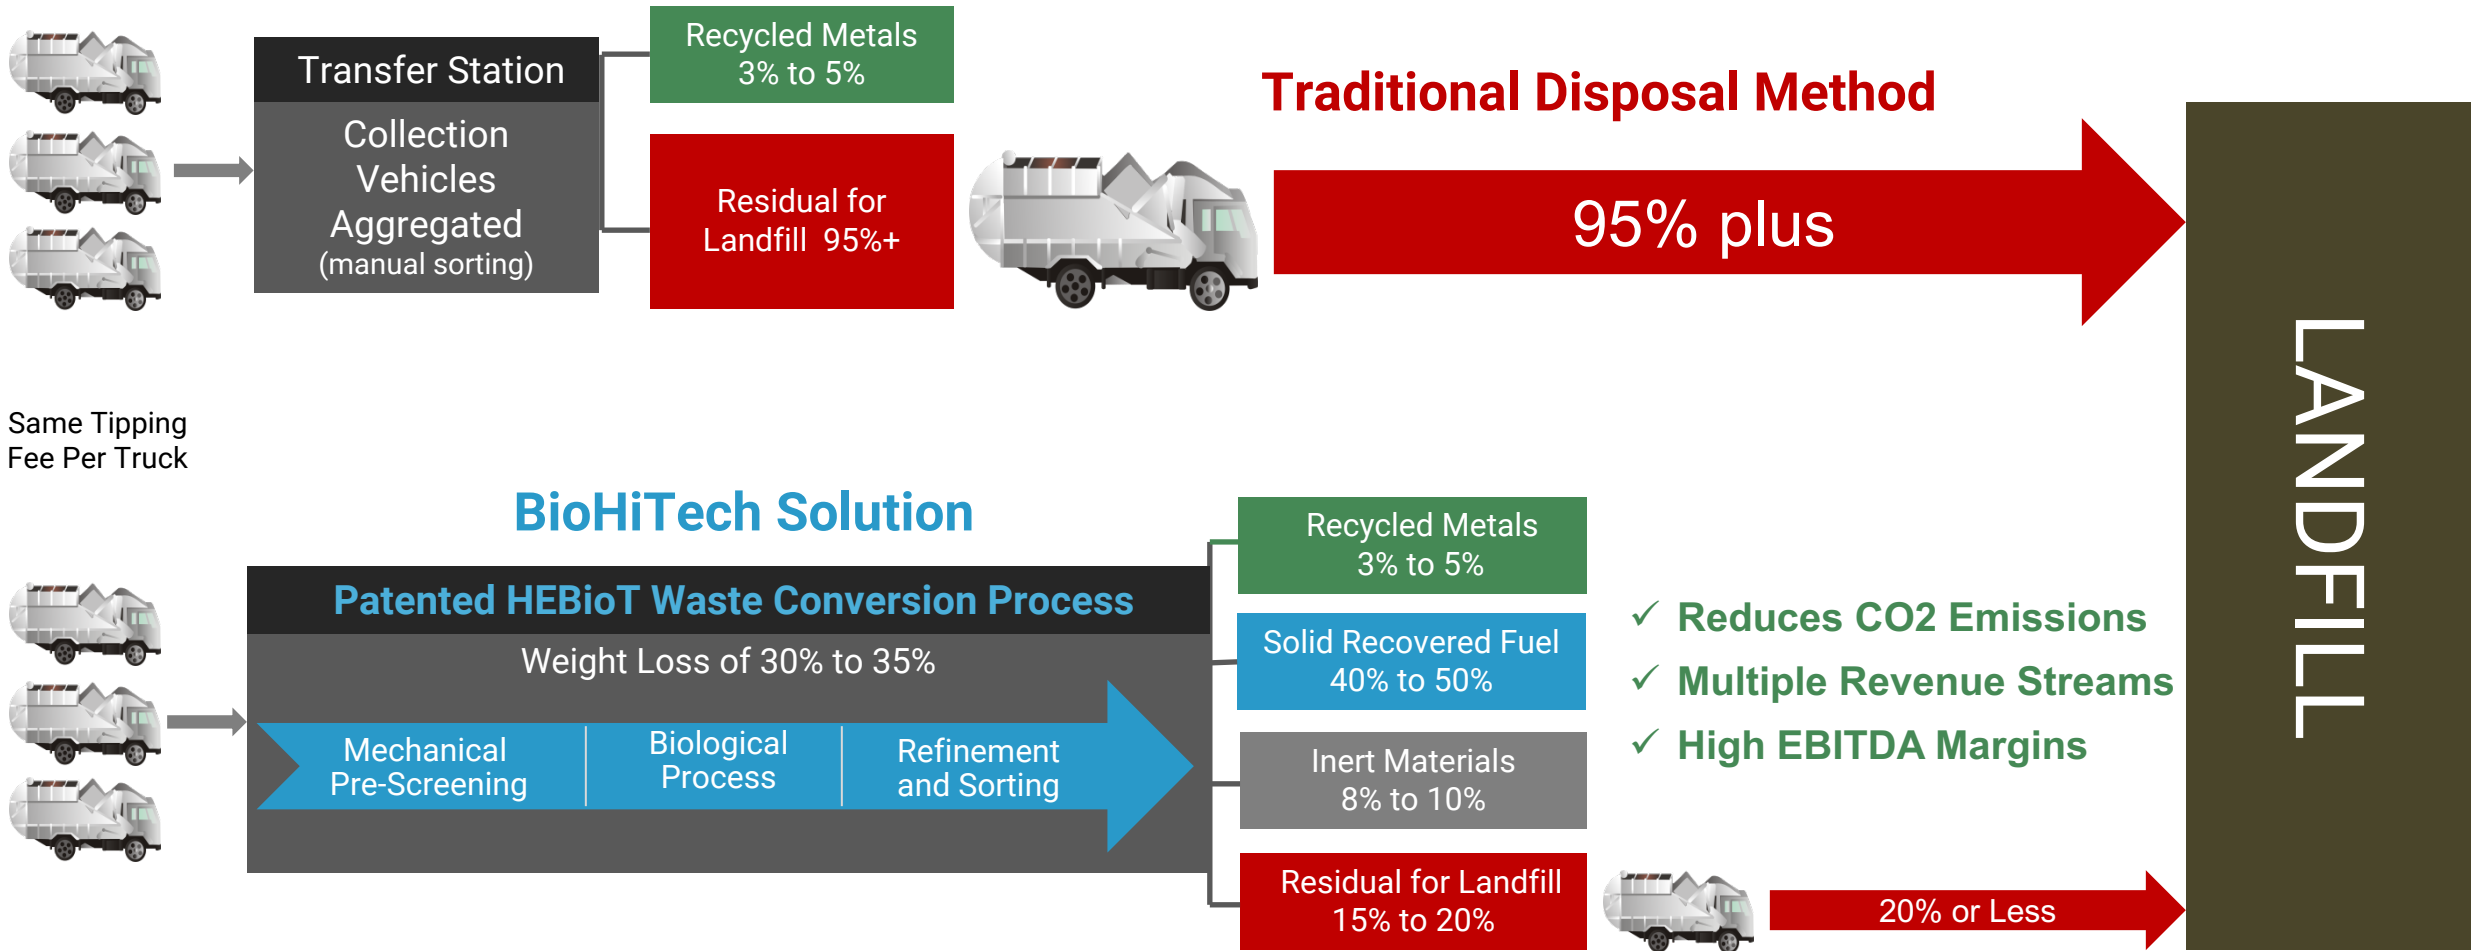 Transfer Station
Collection
Vehicles
Aggregated
(manual sorting)
Recycled Metals
3% to 5%
Residual for
Landfill 95%+
Traditional Disposal Method
95% plus
LANDFILL
Same Tipping
Fee Per Truck
BioHiTech Solution
Patented HEBioT Waste Conversion Process
Weight Loss of 30% to 35%
Mechanical
Pre-Screening
Biological
Process
Refinement
and Sorting
Recycled Metals
3% to 5%
Solid Recovered Fuel
40% to 50%
Inert Materials
8% to 10%
Residual for Landfill
15% to 20%
✓ Reduces CO2 Emissions
✓ Multiple Revenue Streams
✓ High EBITDA Margins
20% or Less